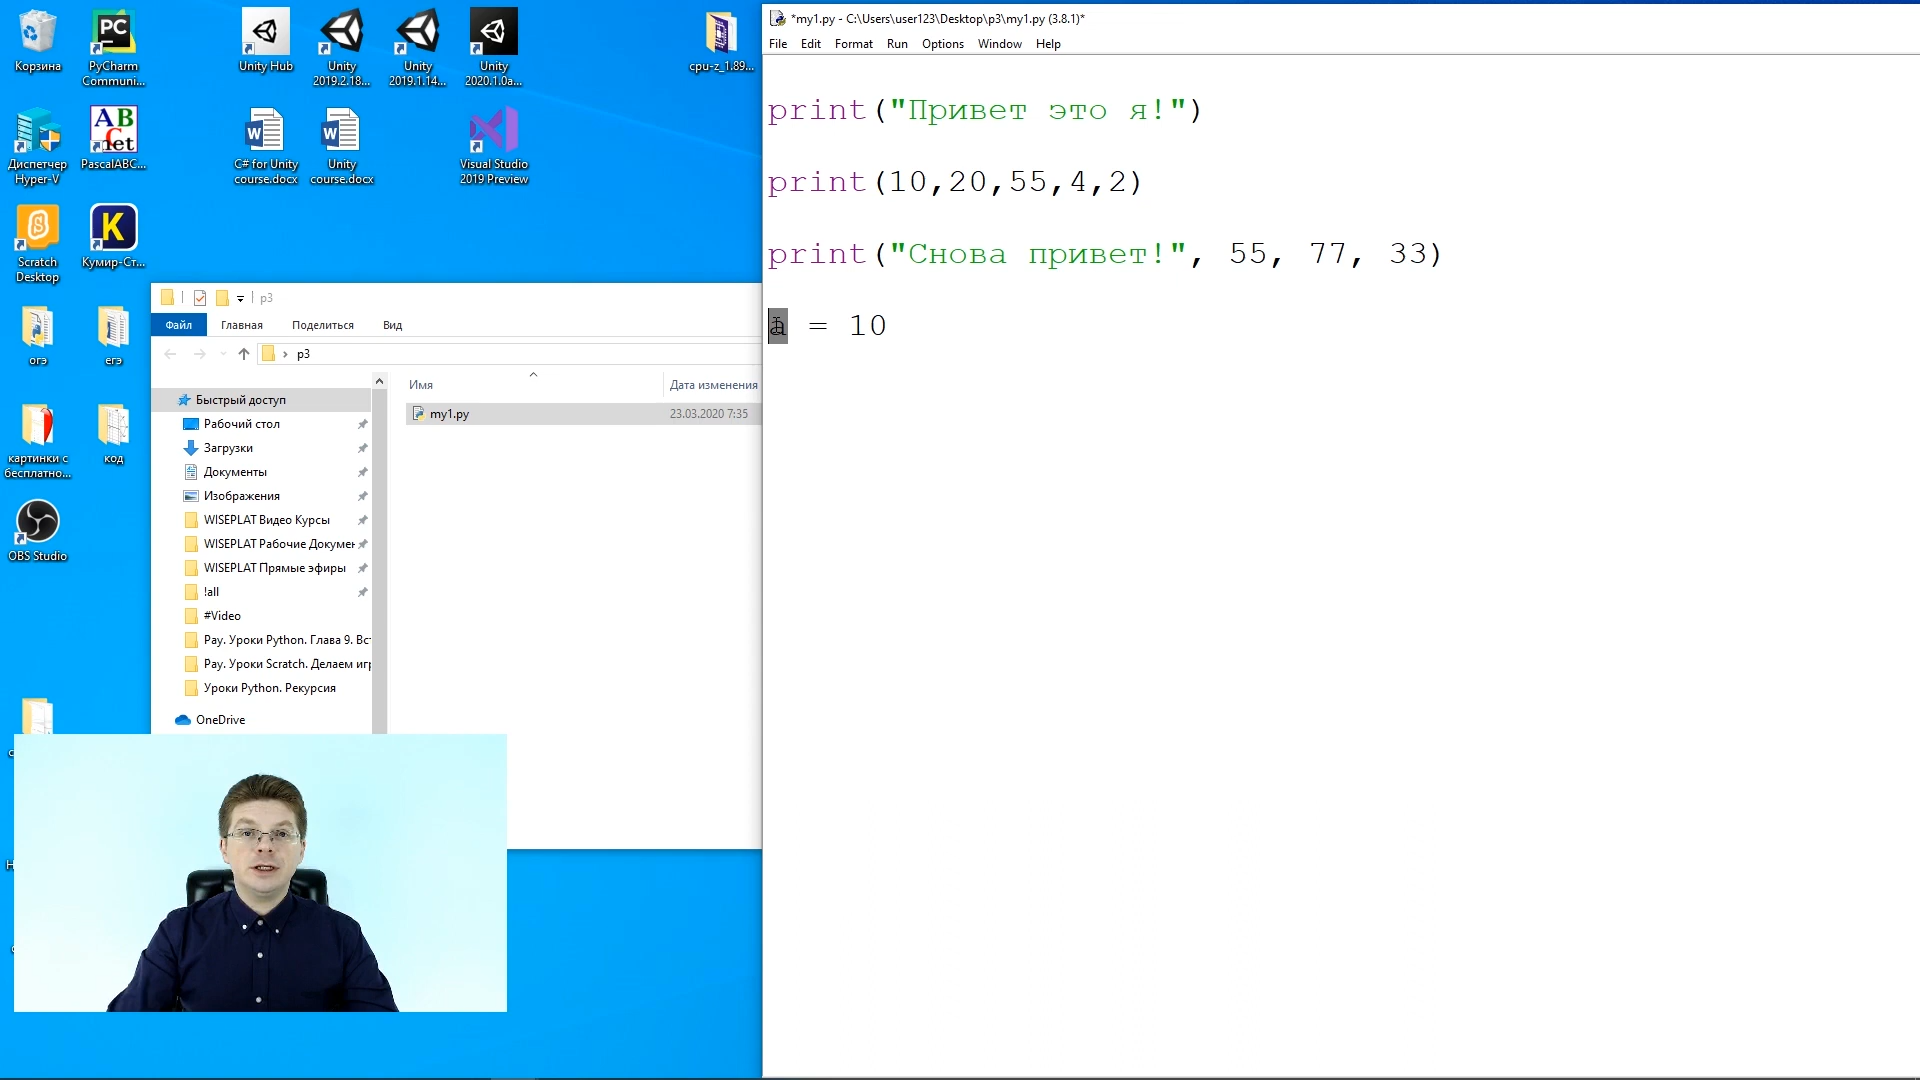 Корзина
PyCharm
Communi...
Unity Hub
Unity
2019.2.18...
Unity
2019.1.14...
Unity
2020.1.0a...
cpu-z_1.89...
Диспетчер
Hyper-V
PascalABC...
C# for Unity
course.docx
Unity
course.docx
Visual Studio
2019 Preview
Scratch
Desktop
Кумир-Ст...
огэ
егэ
картинки с
бесплатно...
код
OBS Studio
p3
Файл
Главная
Поделиться
Вид
p3
Имя
Дата изменения
Быстрый доступ
Рабочий стол
Загрузки
Документы
Изображения
WISEPLAT Видео Курсы
WISEPLAT Рабочие Докумен
WISEPLAT Прямые эфиры
!all
#Video
Pay. Уроки Python. Глава 9. Вст
Pay. Уроки Scratch. Делаем игр
Уроки Python. Рекурсия
OneDrive
my1.py
23.03.2020 7:35
*my1.py - C:\Users\user123\Desktop\p3\my1.py (3.8.1)*
File Edit Format Run Options Window Help
print("Привет это я!")
print(10,20,55,4,2)
print("Снова привет!", 55, 77, 33)
a = 10